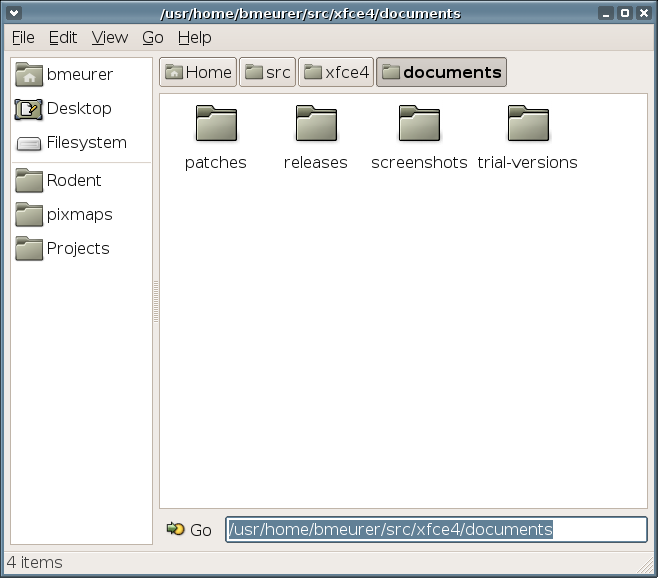 /usr/home/bmeurer/src/xfce4/documents
File Edit View Go Help
bmeurer
Desktop
Filesystem
Rodent
pixmaps
Projects
Home src xfce4 documents
patches releases screenshots trial-versions
Go /usr/home/bmeurer/src/xfce4/documents
4 items